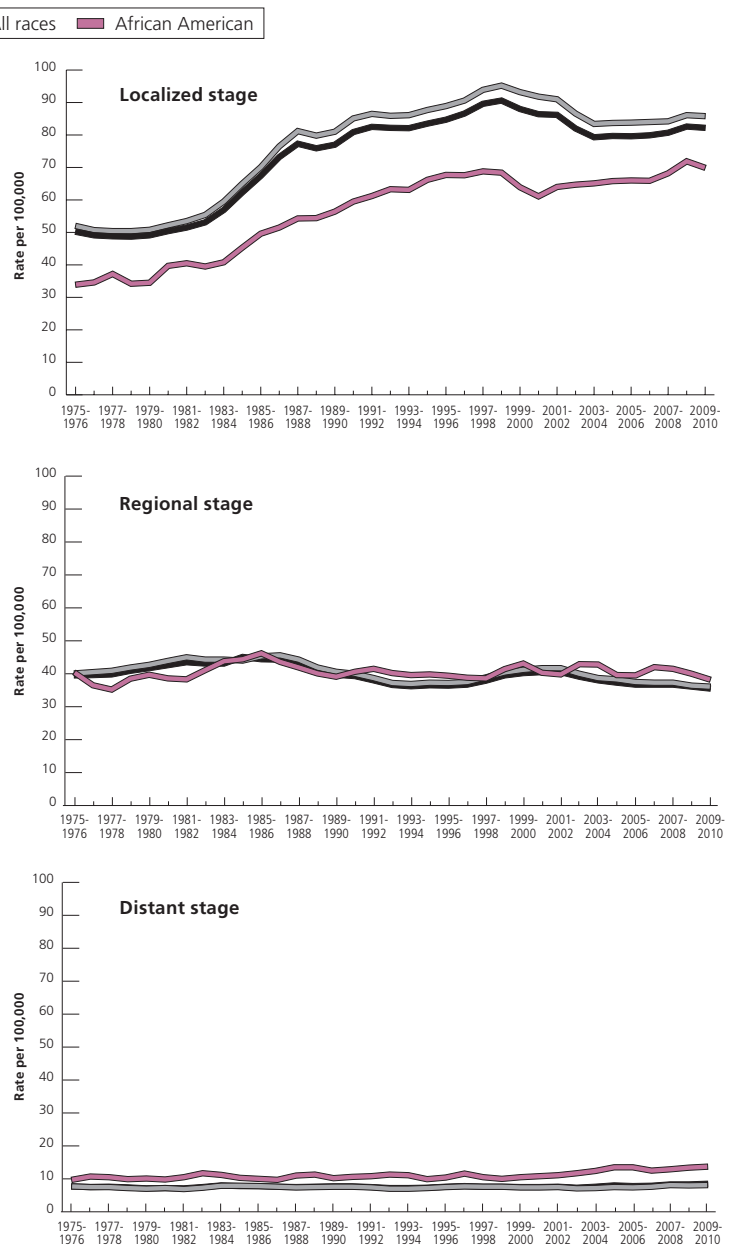 races African American
100
Localized stage
90
80
70
60
50
40
30
20
10
0
Rate per 100,000
1975- 1977- 1979- 1981- 1983- 1985- 1987- 1989- 1991- 1993- 1995- 1997- 1999- 2001- 2003- 2005- 2007- 2009-
1976 1978 1980 1982 1984 1986 1988 1990 1992 1994 1996 1998 2000 2002 2004 2006 2008 2010
100
Regional stage
90
80
70
60
50
40
30
20
10
0
Rate per 100,000
1975- 1977- 1979- 1981- 1983- 1985- 1987- 1989- 1991- 1993- 1995- 1997- 1999- 2001- 2003- 2005- 2007- 2009-
1976 1978 1980 1982 1984 1986 1988 1990 1992 1994 1996 1998 2000 2002 2004 2006 2008 2010
100
Distant stage
90
80
70
60
50
40
30
20
10
0
Rate per 100,000
1975- 1977- 1979- 1981- 1983- 1985- 1987- 1989- 1991- 1993- 1995- 1997- 1999- 2001- 2003- 2005- 2007- 2009-
1976 1978 1980 1982 1984 1986 1988 1990 1992 1994 1996 1998 2000 2002 2004 2006 2008 2010